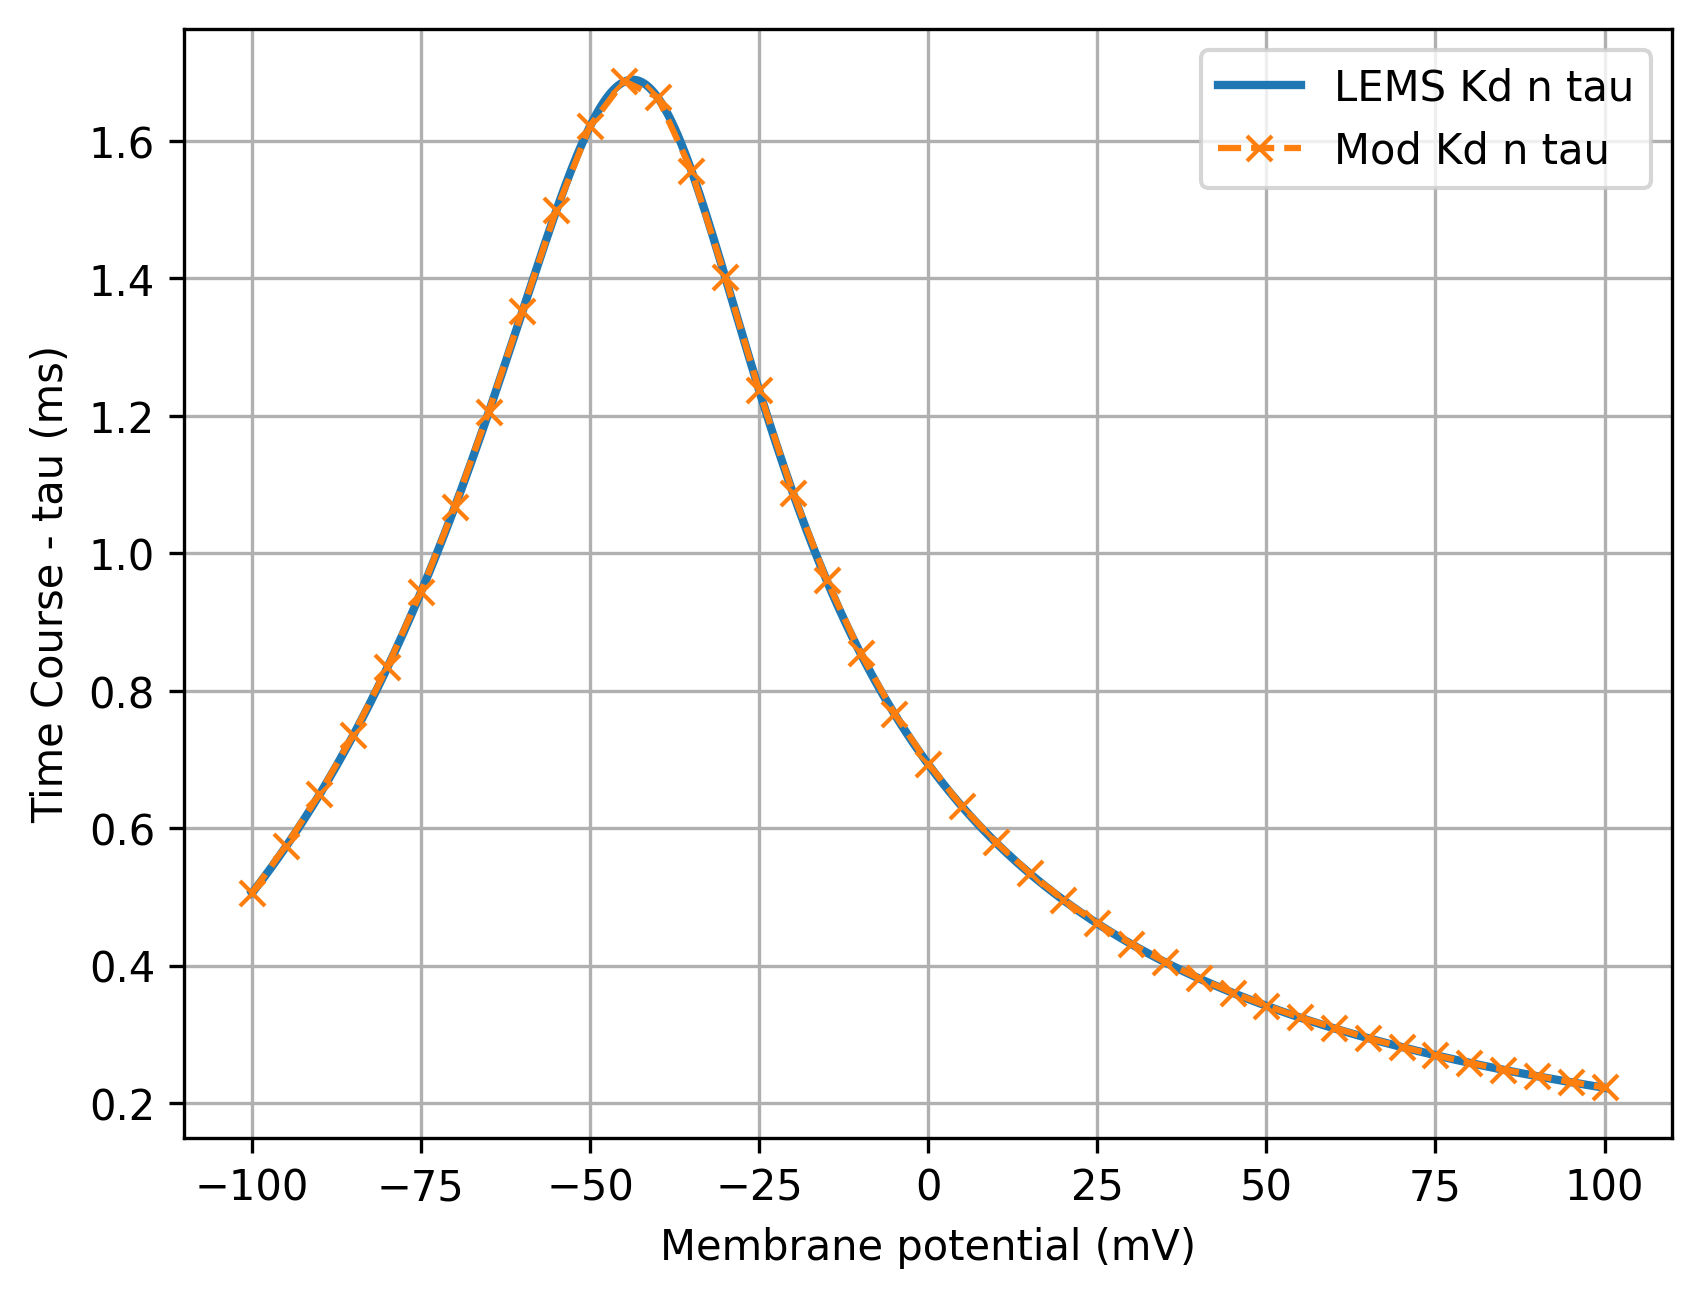 LEMS Kd n tau
Mod Kd n tau
Time Course - tau (ms)
1.6
1.4
1.2
1.0
0.8
0.6
0.4
0.2
−100 −75 −50 −25 0 25 50 75 100
Membrane potential (mV)